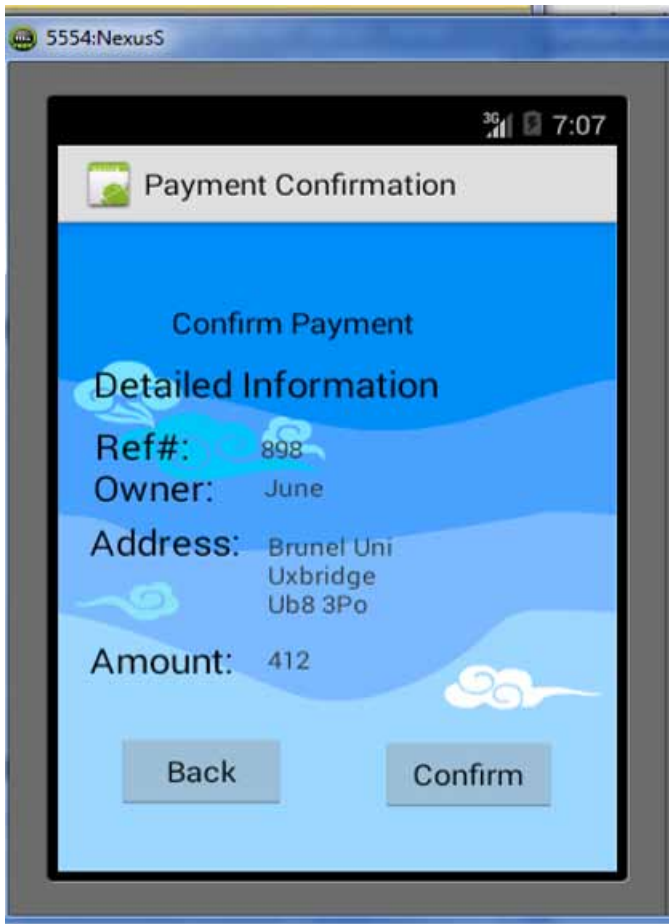 5554:NexusS
3G 7:07
Payment Confirmation
Confirm Payment
Detailed Information
Ref#: 898
Owner: June
Address: Brunel Uni
Uxbridge
Ub8 3Po
Amount: 412
Back Confirm